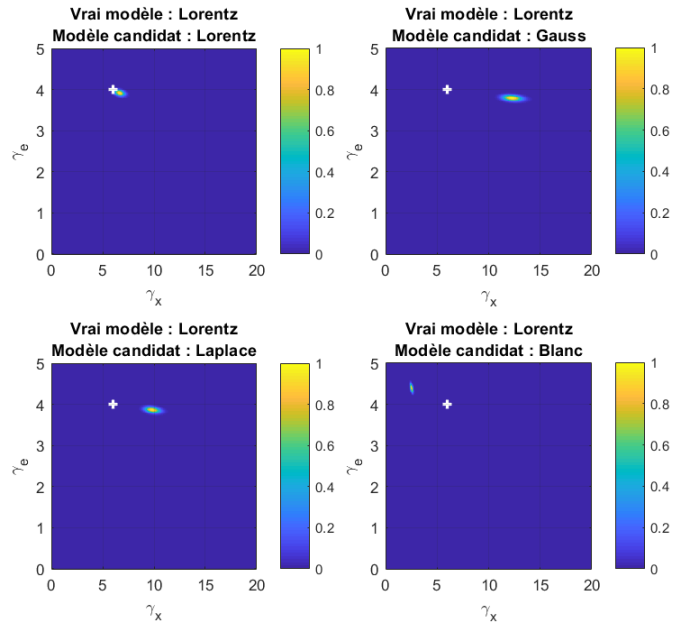 Vrai modèle : Lorentz
Modèle candidat : Lorentz
5
4
3
2
1
0
γe
0 5 10 15 20
γx
1
0.8
0.6
0.4
0.2
0
Vrai modèle : Lorentz
Modèle candidat : Gauss
5
4
3
2
1
0
γe
0 5 10 15 20
γx
1
0.8
0.6
0.4
0.2
0
Vrai modèle : Lorentz
Modèle candidat : Laplace
5
4
3
2
1
0
γe
0 5 10 15 20
γx
1
0.8
0.6
0.4
0.2
0
Vrai modèle : Lorentz
Modèle candidat : Blanc
5
4
3
2
1
0
γe
0 5 10 15 20
γx
1
0.8
0.6
0.4
0.2
0